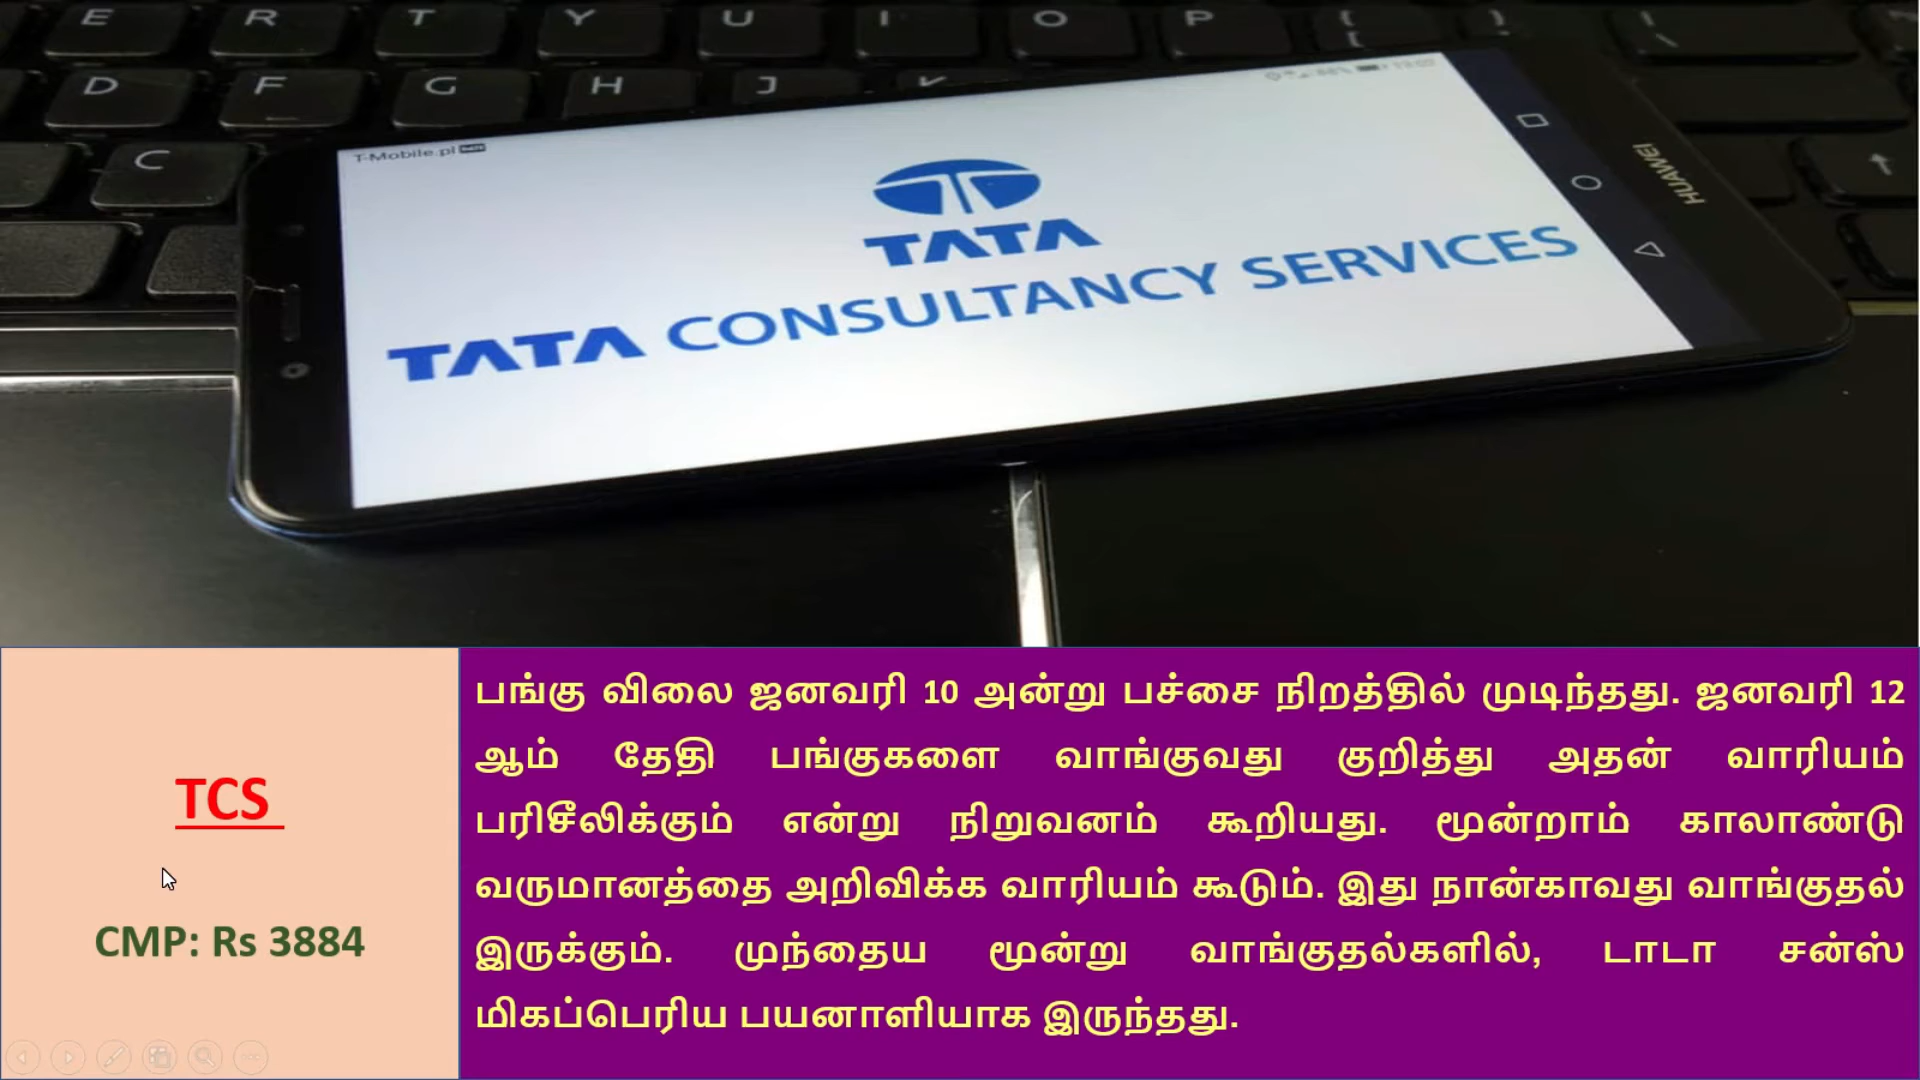 E R T Y U I O P
D F G H J
C
T-Mobile.pl
HUAWEI
TATA
TATA CONSULTANCY SERVICES
TCS
CMP: Rs 3884
பங்கு விலை ஜனவரி 10 அன்று பச்சை நிறத்தில் முடிந்தது. ஜனவரி 12
ஆம் தேதி பங்குகளை வாங்குவது குறித்து அதன் வாரியம்
பரிசீலிக்கும் என்று நிறுவனம் கூறியது. மூன்றாம் காலாண்டு
வருமானத்தை அறிவிக்க வாரியம் கூடும். இது நான்காவது வாங்குதல்
இருக்கும். முந்தைய மூன்று வாங்குதல்களில், டாடா சன்ஸ்
மிகப்பெரிய பயனாளியாக இருந்தது.